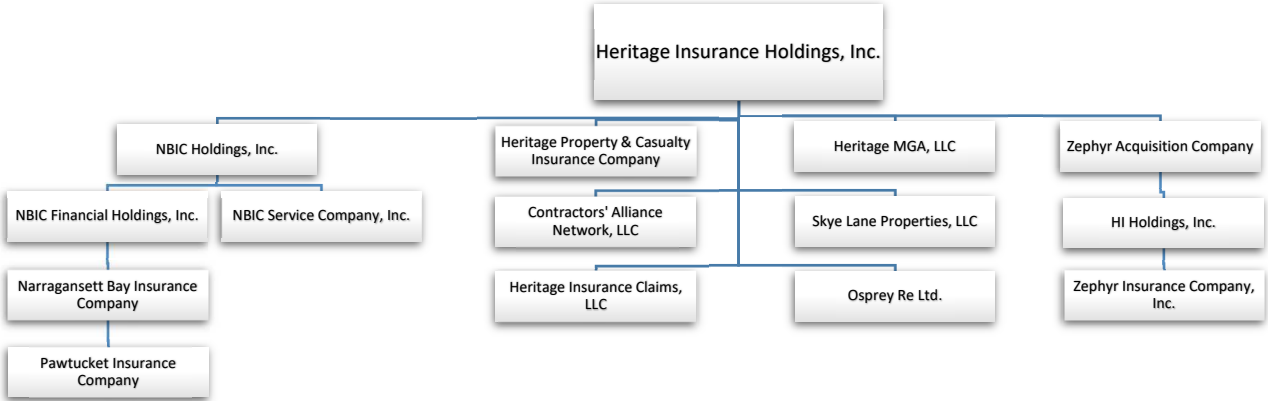 Heritage Insurance Holdings, Inc.
NBIC Holdings, Inc.
Heritage Property & Casualty
Insurance Company
Heritage MGA, LLC
Zephyr Acquisition Company
NBIC Financial Holdings, Inc.
NBIC Service Company, Inc.
Contractors' Alliance
Network, LLC
Skye Lane Properties, LLC
HI Holdings, Inc.
Narragansett Bay Insurance
Company
Heritage Insurance Claims,
LLC
Osprey Re Ltd.
Zephyr Insurance Company,
Inc.
Pawtucket Insurance
Company